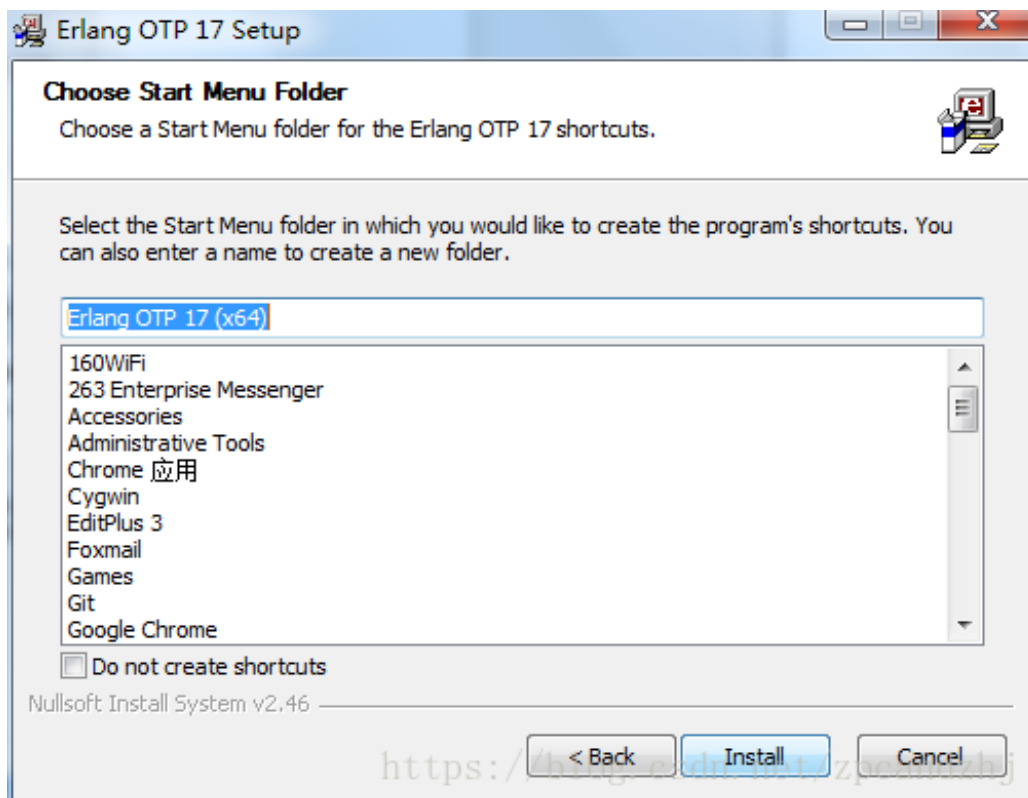 Erlang OTP 17 Setup
Choose Start Menu Folder
Choose a Start Menu folder for the Erlang OTP 17 shortcuts.
Select the Start Menu folder in which you would like to create the program's shortcuts. You
can also enter a name to create a new folder.
Erlang OTP 17 (x64)
160WiFi
263 Enterprise Messenger
Accessories
Administrative Tools
Chrome 应用
Cygwin
EditPlus 3
Foxmail
Games
Git
Google Chrome
Do not create shortcuts
Nullsoft Install System v2.46
< Back Install Cancel